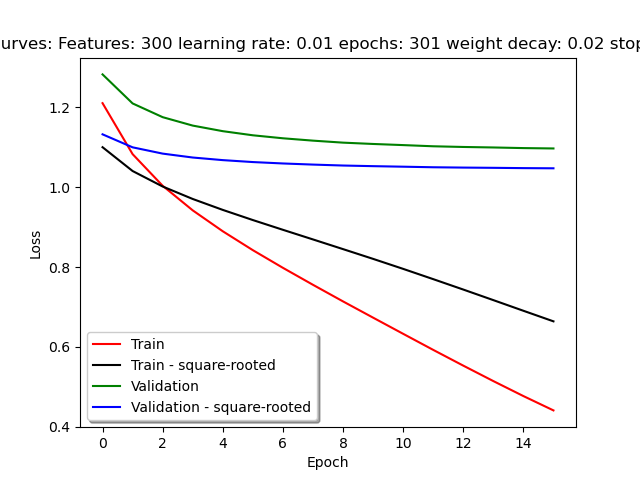 urves: Features: 300 learning rate: 0.01 epochs: 301 weight decay: 0.02 stop
1.2
1.0
0.8
0.6
0.4
Loss
Train
Train - square-rooted
Validation
Validation - square-rooted
0 2 4 6 8 10 12 14
Epoch